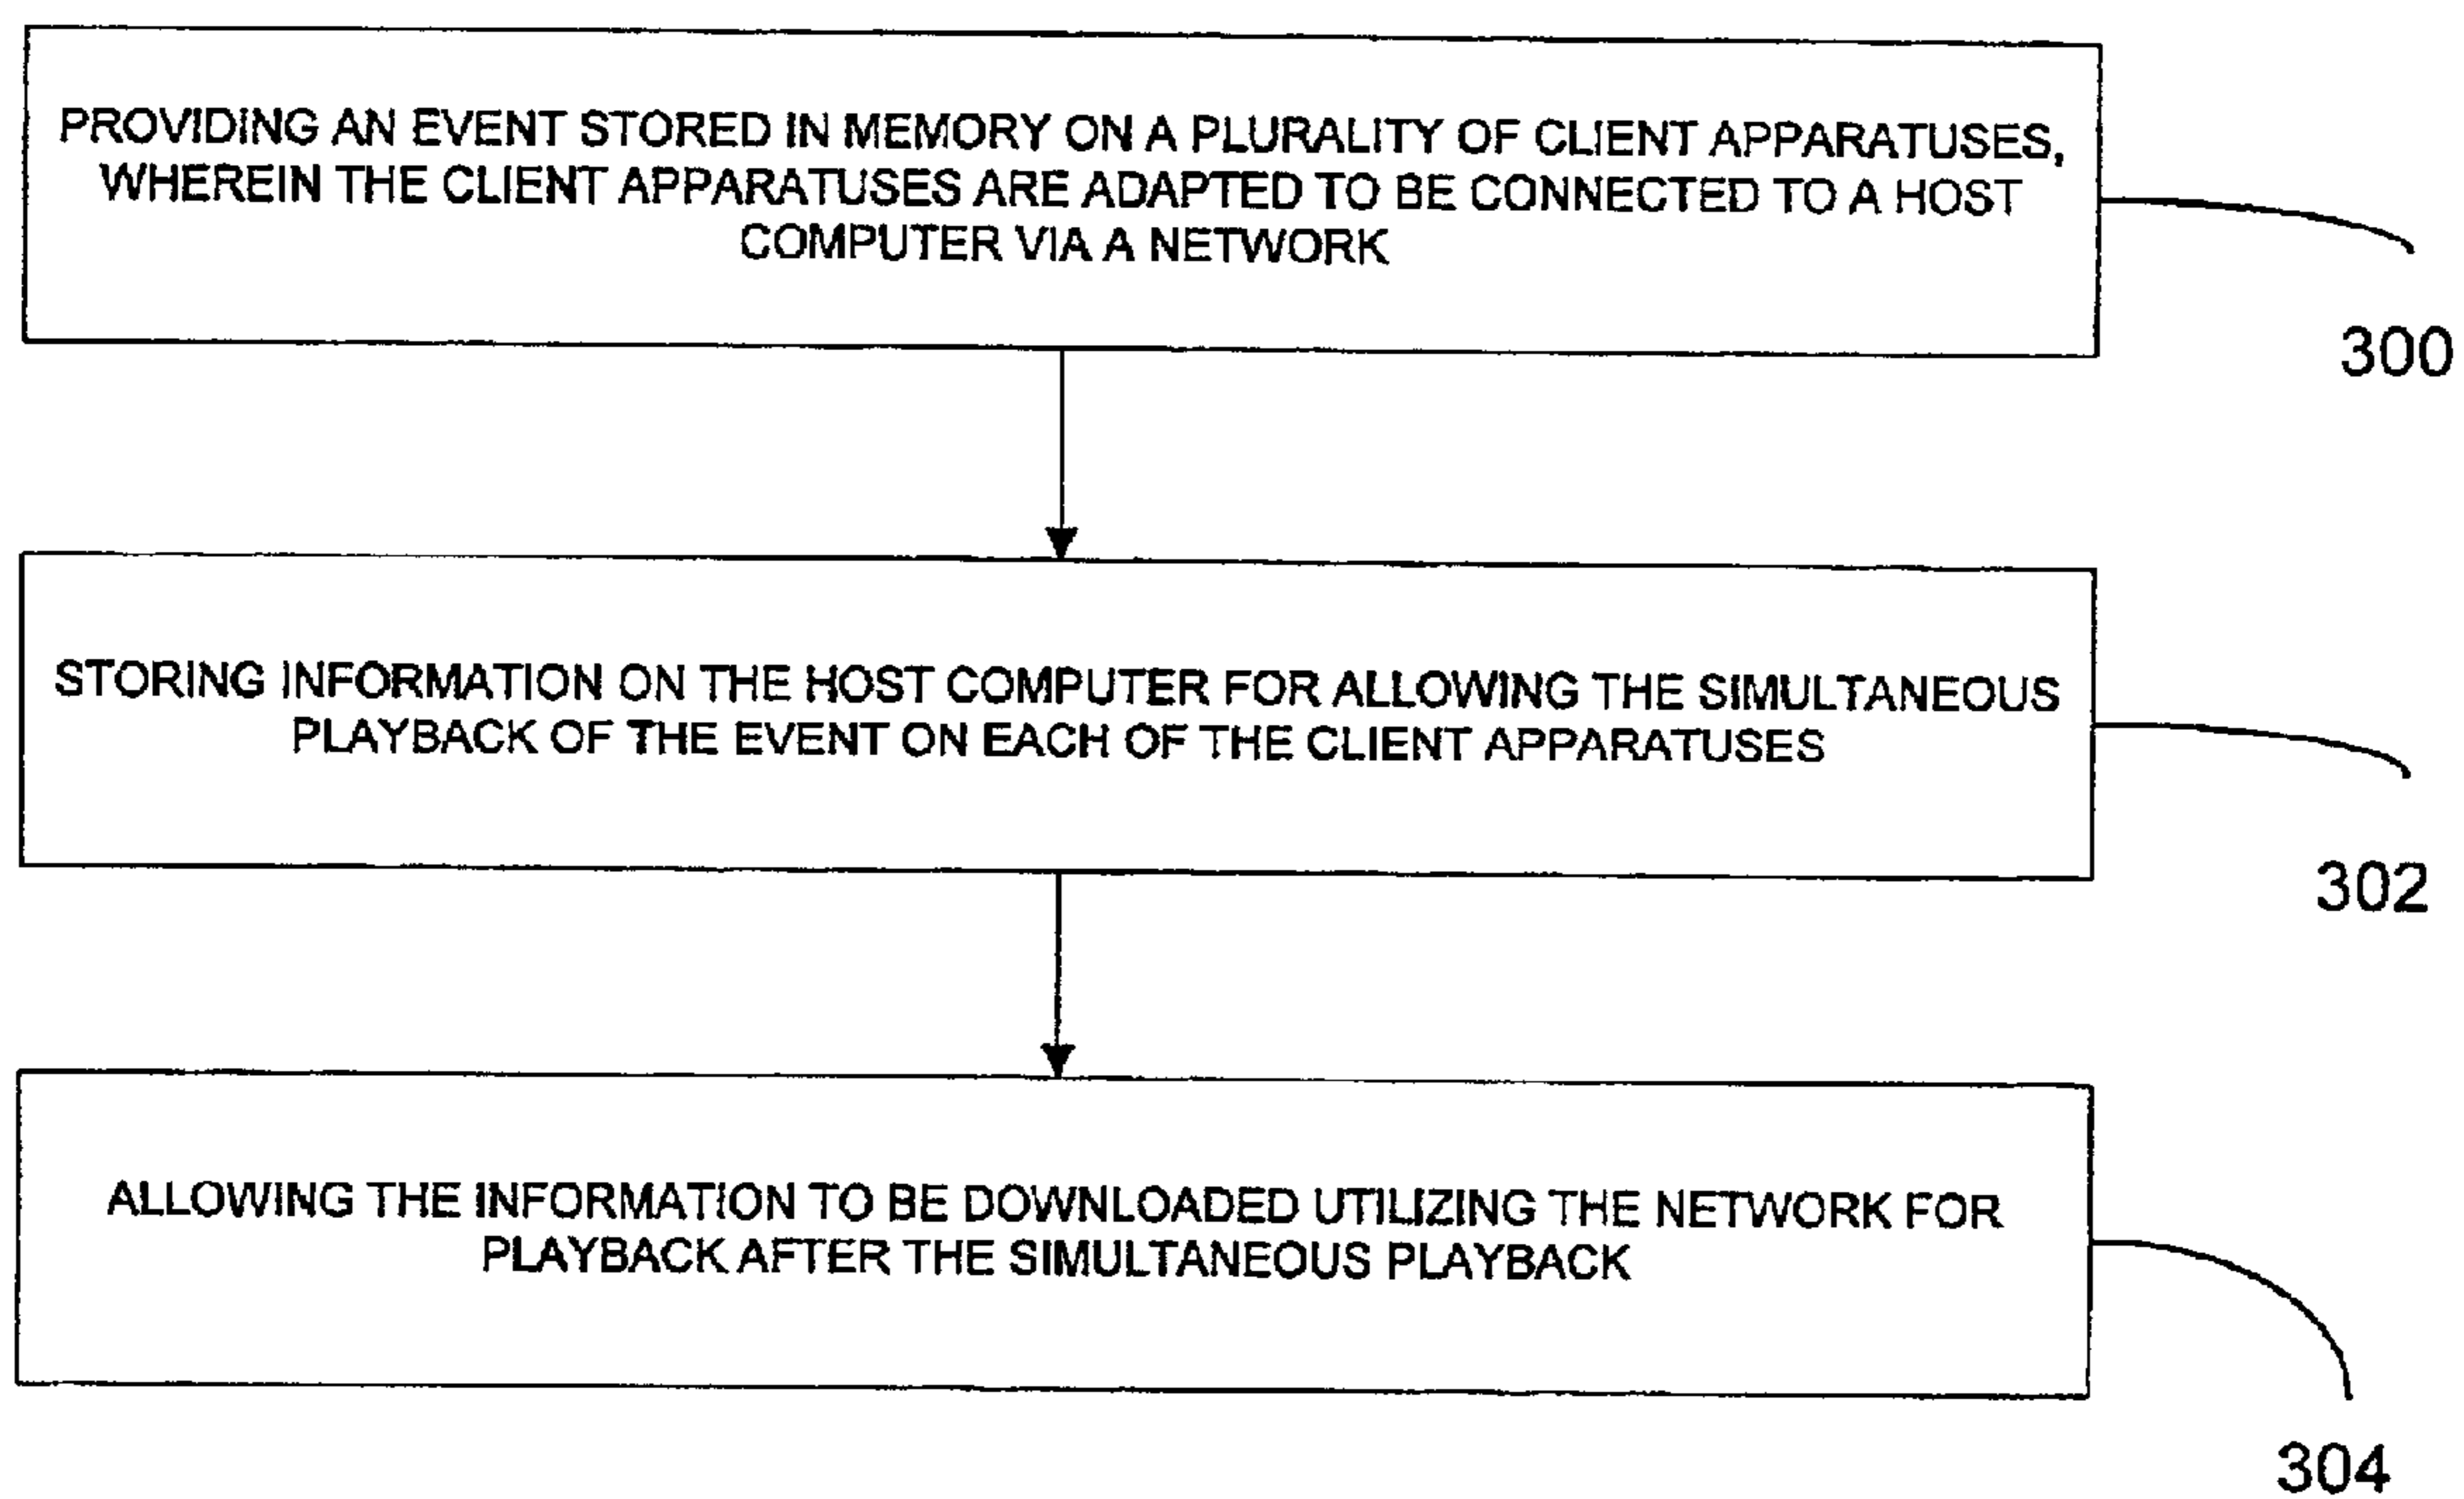 PROVIDING AN EVENT STORED IN MEMORY ON A PLURALITY OF CLIENT APPARATUSES,
WHEREIN THE CLIENT APPARATUSES ARE ADAPTED TO BE CONNECTED TO A HOST
COMPUTER VIA A NETWORK
300
STORING INFORMATION ON THE HOST COMPUTER FOR ALLOWING THE SIMULTANEOUS
PLAYBACK OF THE EVENT ON EACH OF THE CLIENT APPARATUSES
302
ALLOWING THE INFORMATION TO BE DOWNLOADED UTILIZING THE NETWORK FOR
PLAYBACK AFTER THE SIMULTANEOUS PLAYBACK
304